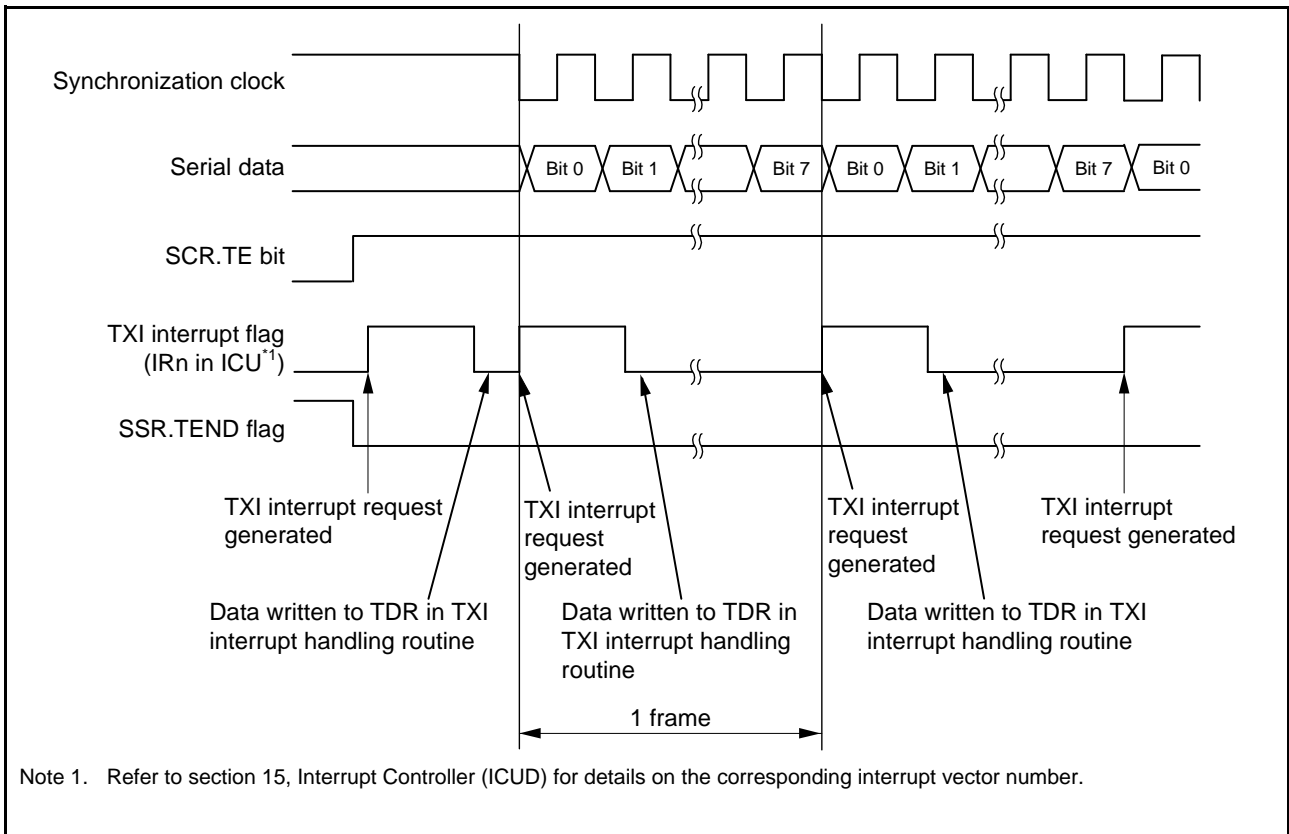 Synchronization clock
Serial data
Bit 0 Bit 1 Bit 7 Bit 0 Bit 1 Bit 7 Bit 0
SCR.TE bit
TXI interrupt flag
(IRn in ICU*1)
SSR.TEND flag
TXI interrupt request
generated
TXI interrupt
request
generated
TXI interrupt
request
generated
TXI interrupt
request generated
Data written to TDR in TXI
interrupt handling routine
Data written to TDR in
TXI interrupt handling
routine
Data written to TDR in TXI
interrupt handling routine
1 frame
Note 1. Refer to section 15, Interrupt Controller (ICUD) for details on the corresponding interrupt vector number.